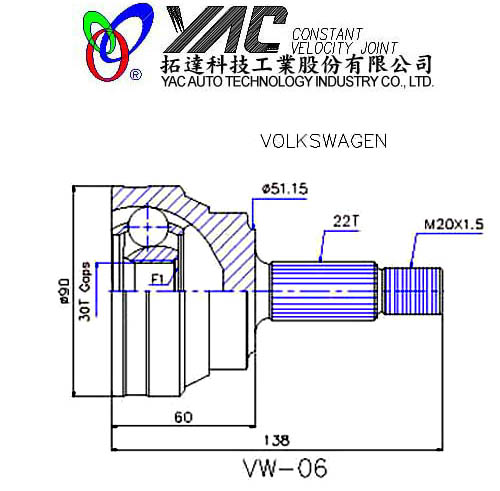 YAC CONSTANT
VELOCITY JOINT
®
拓達科技工業股份有限公司
YAC AUTO TECHNOLOGY INDUSTRY CO., LTD.
VOLKSWAGEN
ø51.15
22T
M20X1.5
ø90
30T Gaps
F1
60
138
VW-06